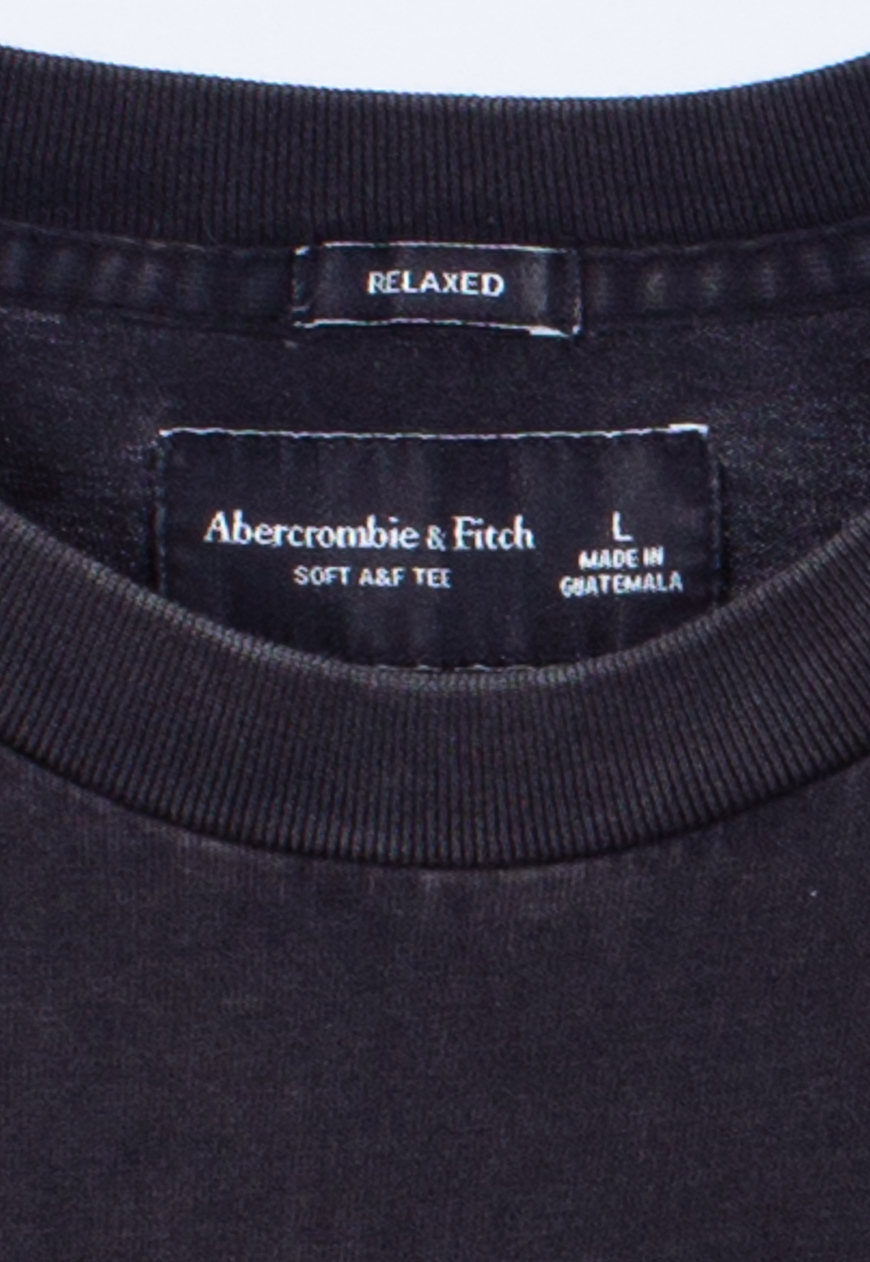 RELAXED
Abercrombie & Fitch
SOFT A&F TEE
L
MADE IN
GUATEMALA